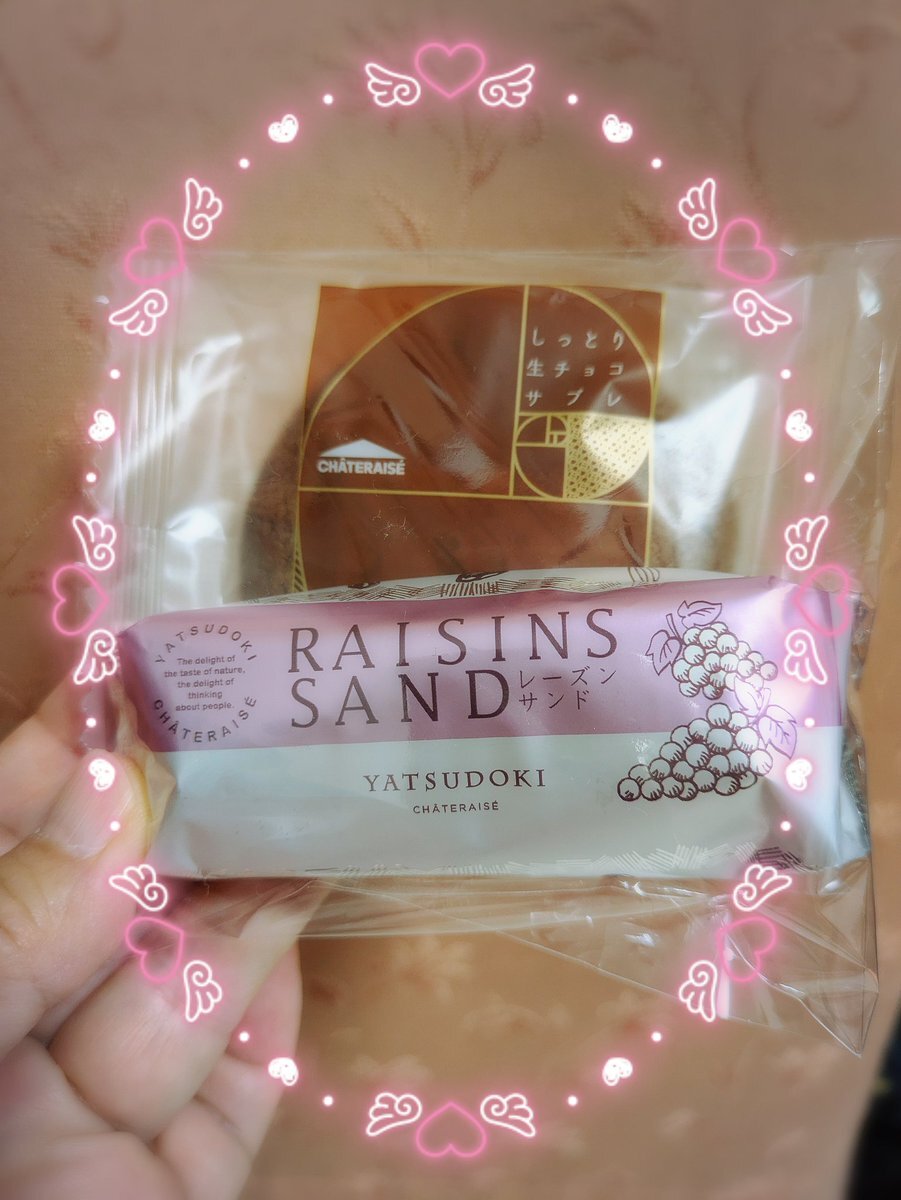 しっとり
生チョコ
サブレ
CHÂTERAISÉ
YATSUDOKI
The delight of
the taste of nature,
the delight of
thinking
about people.
CHÂTERAISÉ
RAISINS
SAND
レーズン
サンド
YATSUDOKI
CHÂTERAISÉ